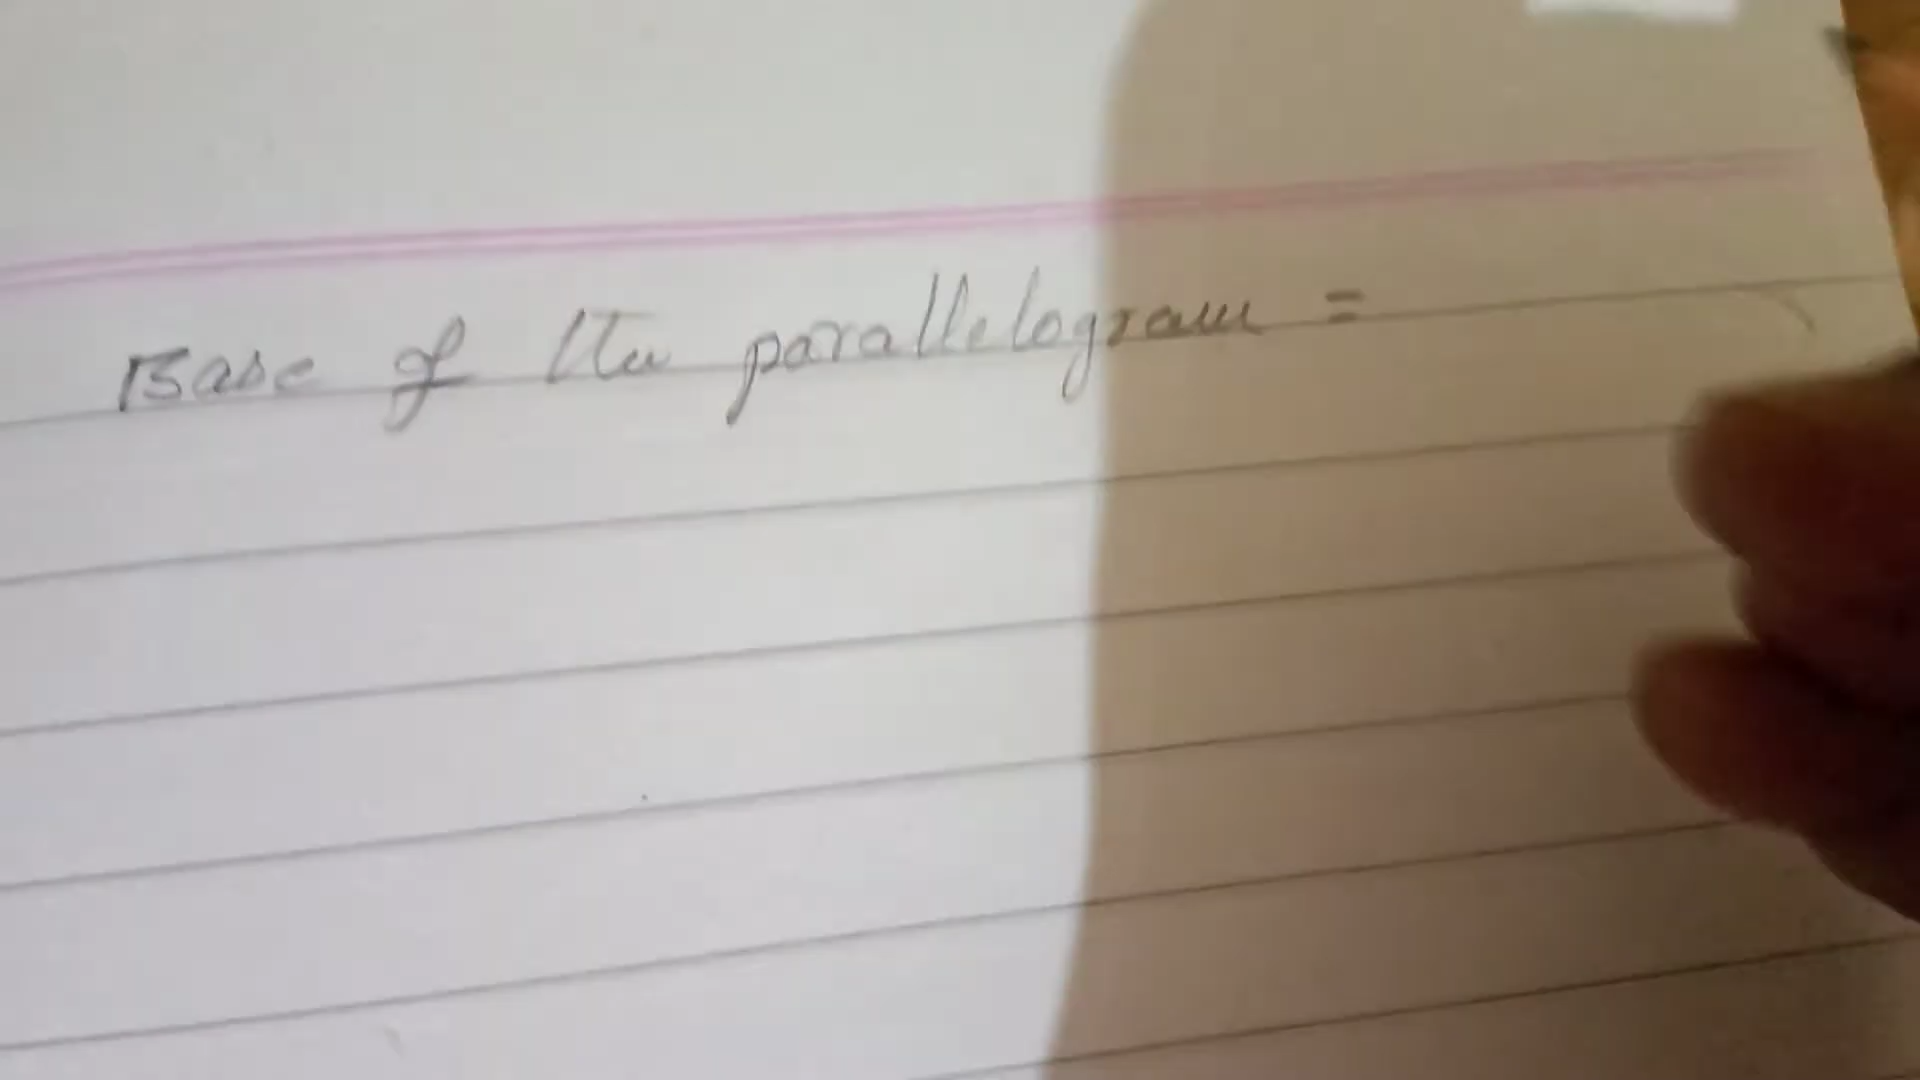 Base of the parallelogram =